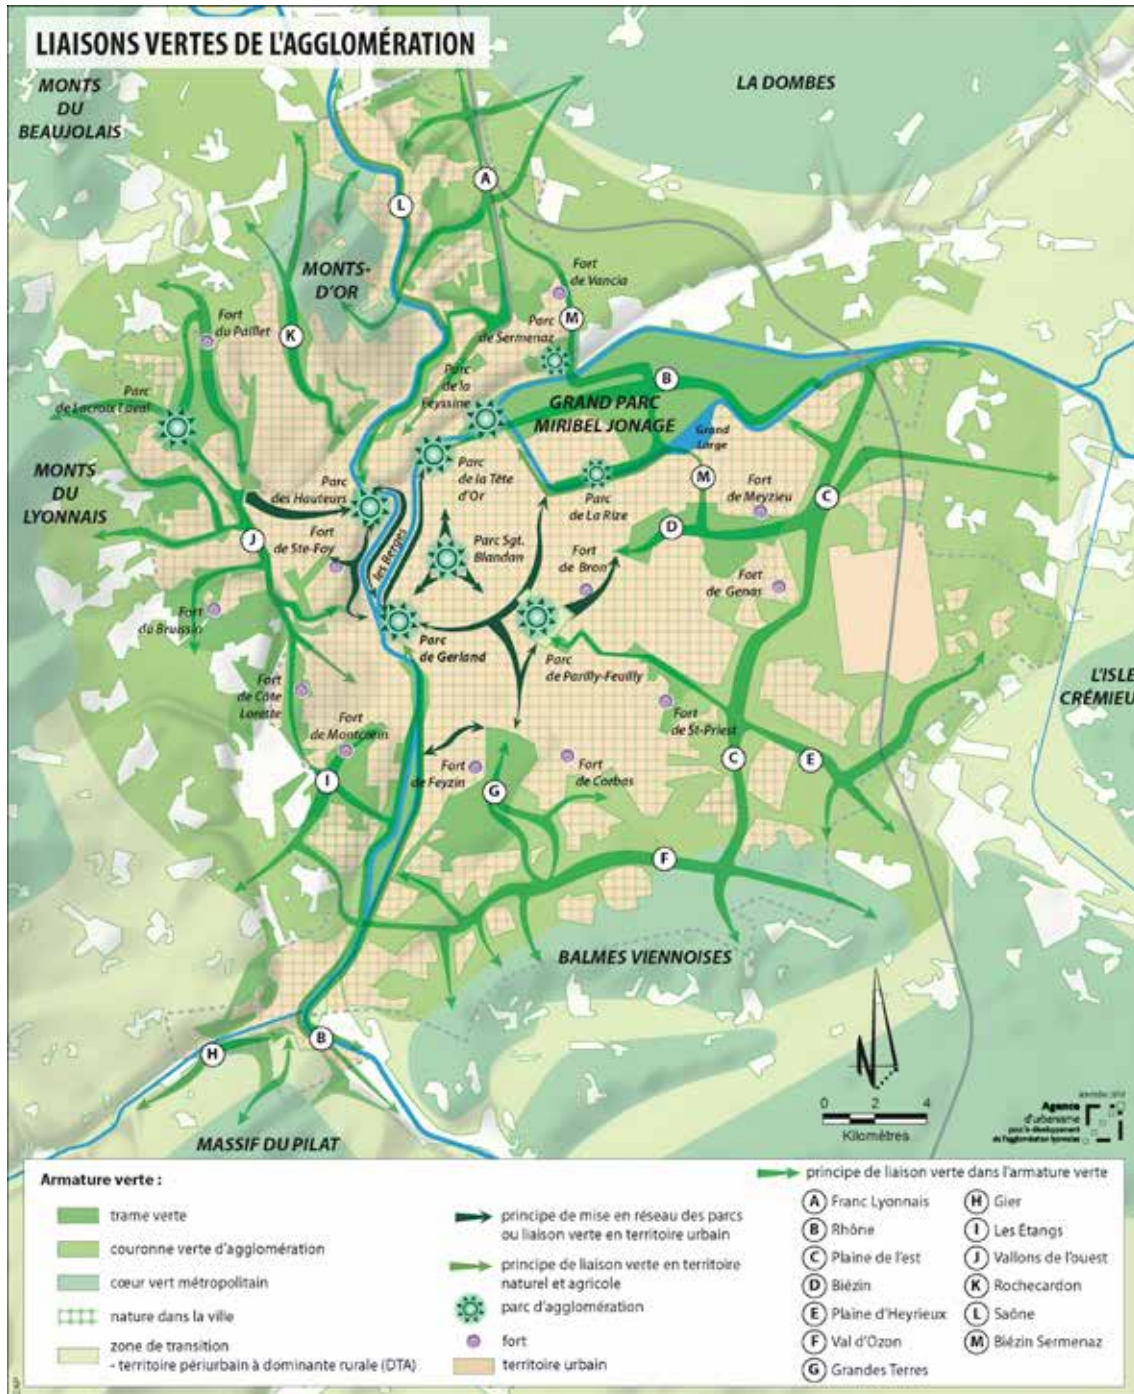 LIAISONS VERTES DE L'AGGLOMÉRATION
MONTS
DU
BEAUJOLAIS
LA DOMBES
A
L
MONTS-
D'OR
Fort
de Vancia
Fort
du Paillet
K
M
Parc
de Sermenaz
Parc
de la
Feyssine
B
Parc
de Lacroix Laval
GRAND PARC
MIRIBEL JONAGE
Grand
Large
MONTS
DU
LYONNAIS
Parc
de la Tête
d'Or
Parc
des Hauteurs
Parc
de La Rize
M
Fort
de Meyzieu
C
J
Fort
de Ste-Foy
les Berges
Parc Sgt.
Blandan
D
Fort
de Bron
Fort
de Genas
Fort
du Bruissin
Parc
de Gerland
Parc
de Parilly-Feuilly
Fort
de Côte
Lorette
L'ISLE
CRÉMIEU
Fort
de Montcorin
Fort
de St-Priest
I
Fort
de Feyzin
Fort
de Corbas
C
E
G
F
BALMES VIENNOISES
H
B
MASSIF DU PILAT
N
0 2 4
Kilomètres
Agence
d'urbanisme
pour le développement
de l'agglomération lyonnaise
Armature verte :
trame verte
couronne verte d'agglomération
cœur vert métropolitain
nature dans la ville
zone de transition
- territoire périurbain à dominante rurale (DTA)
principe de mise en réseau des parcs
ou liaison verte en territoire urbain
principe de liaison verte en territoire
naturel et agricole
parc d'agglomération
fort
territoire urbain
principe de liaison verte dans l'armature verte
A Franc Lyonnais
B Rhône
C Plaine de l'est
D Biézin
E Plaine d'Heyrieux
F Val d'Ozon
G Grandes Terres
H Gier
I Les Étangs
J Vallons de l'ouest
K Rochecardon
L Saône
M Biézin Sermenaz